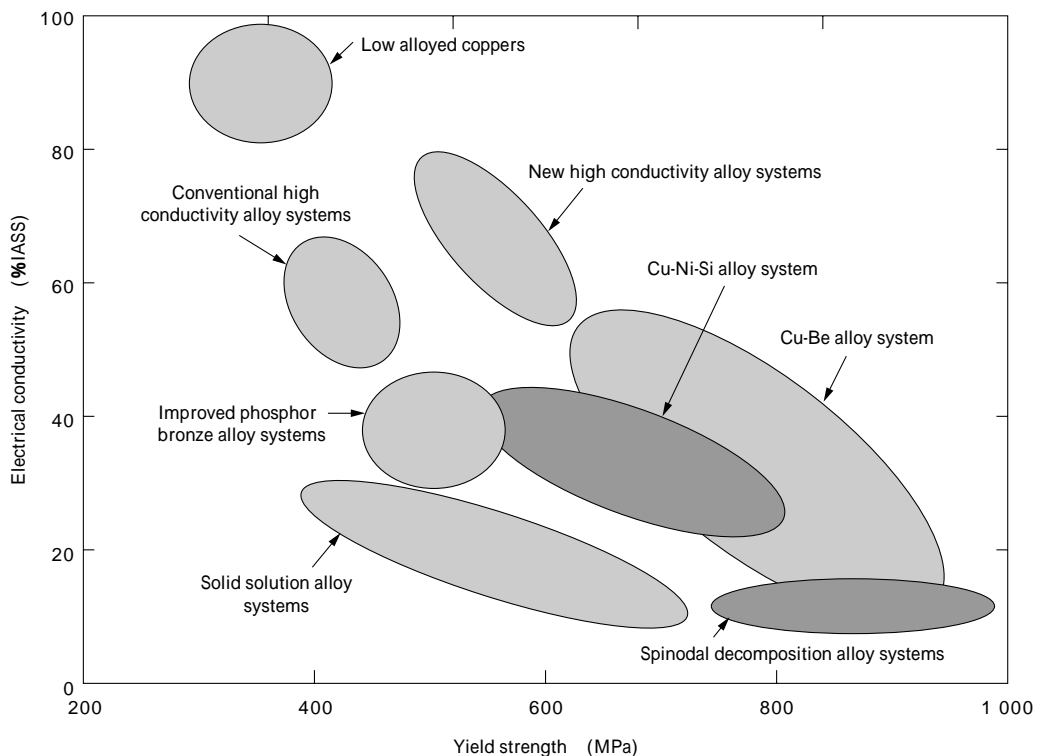 100
80
60
40
20
0
Electrical conductivity (%IASS)
Low alloyed coppers
New high conductivity alloy systems
Conventional high
conductivity alloy systems
Cu-Ni-Si alloy system
Cu-Be alloy system
Improved phosphor
bronze alloy systems
Solid solution alloy
systems
Spinodal decomposition alloy systems
200 400 600 800 1 000
Yield strength (MPa)